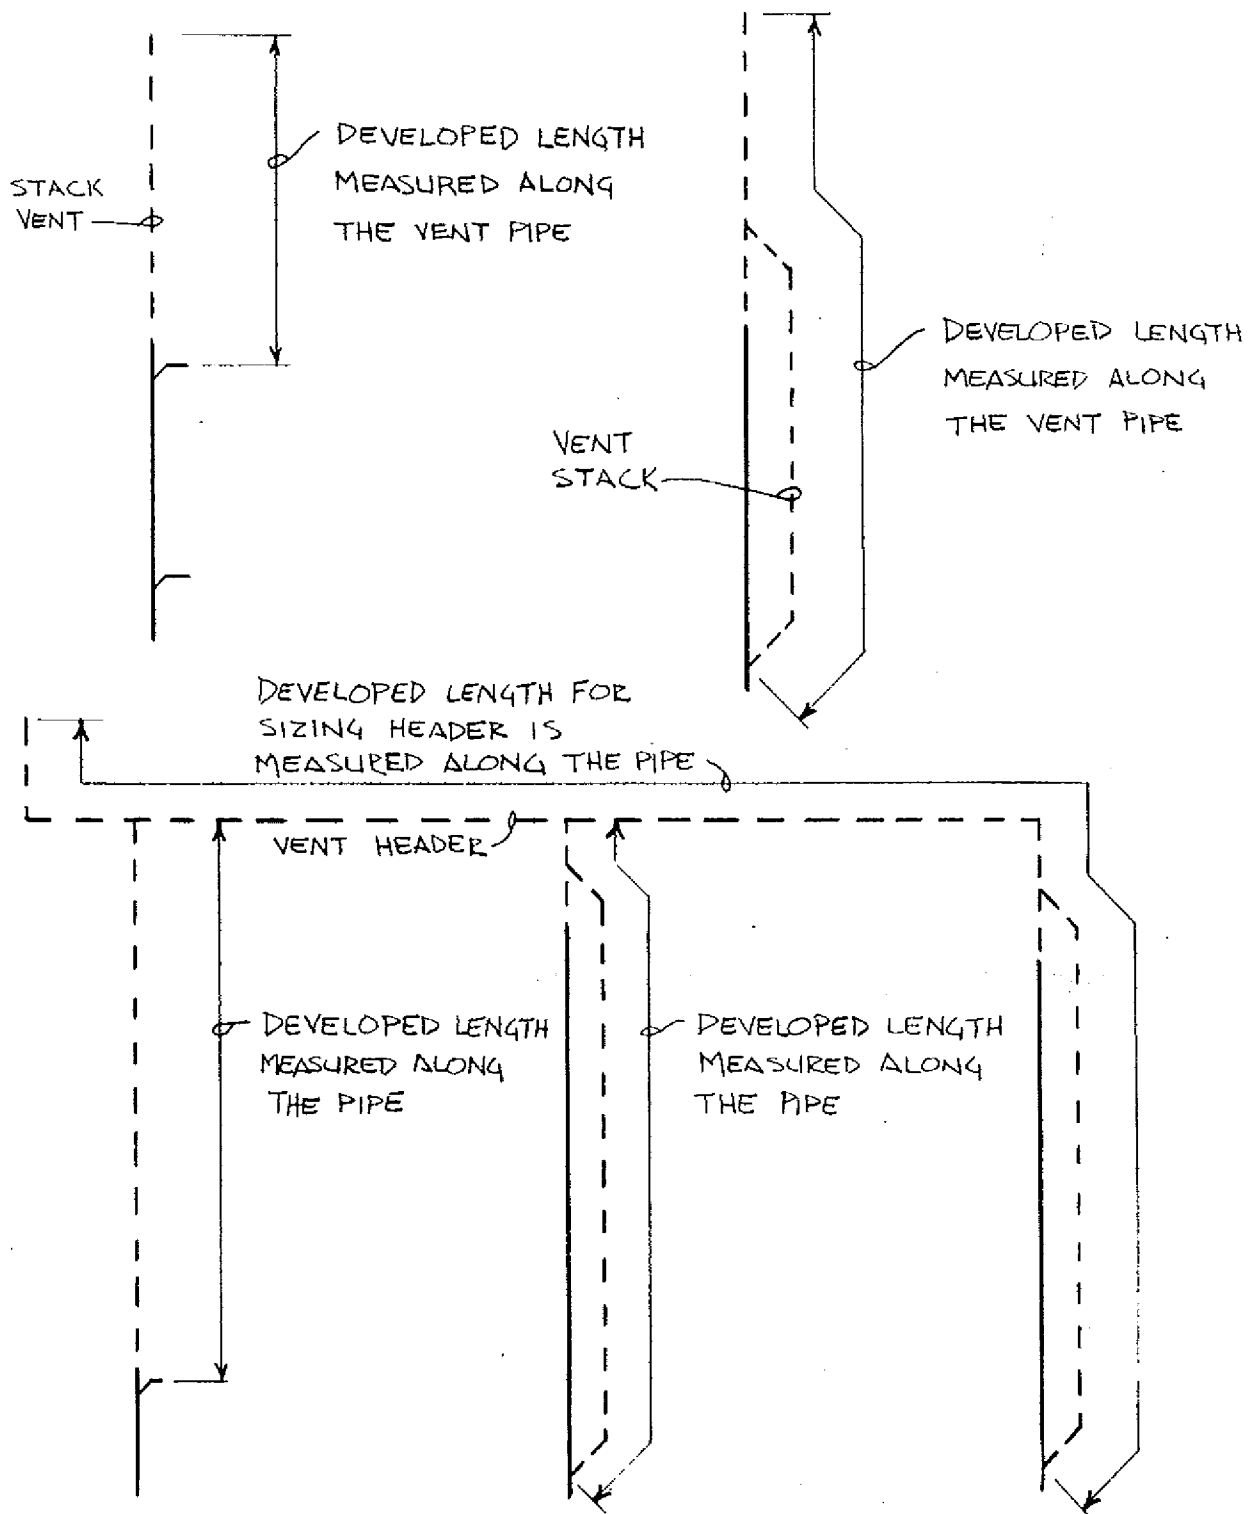 STACK
VENT
DEVELOPED LENGTH
MEASURED ALONG
THE VENT PIPE
DEVELOPED LENGTH
MEASURED ALONG
THE VENT PIPE
VENT
STACK
DEVELOPED LENGTH FOR
SIZING HEADER IS
MEASURED ALONG THE PIPE
VENT HEADER
DEVELOPED LENGTH
MEASURED ALONG
THE PIPE
DEVELOPED LENGTH
MEASURED ALONG
THE PIPE